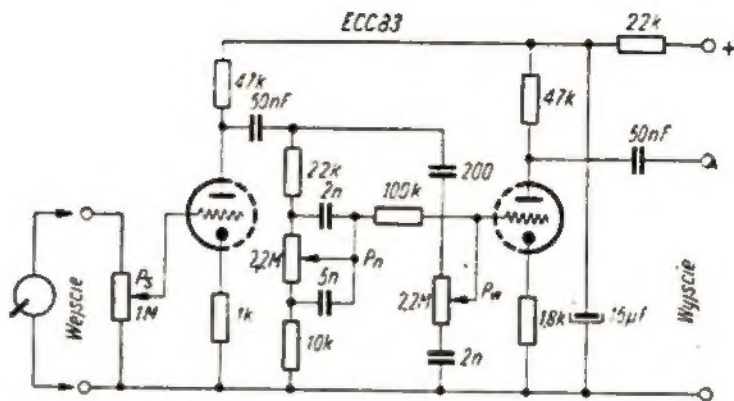 ECC83
22k
+
47k
50nF
47k
50nF
22k
2n
100k
200
Wejście
Ps
1M
2,2M
Pn
5n
2,2M
Pw
Wyjście
1k
10k
2n
1,8k
15µF